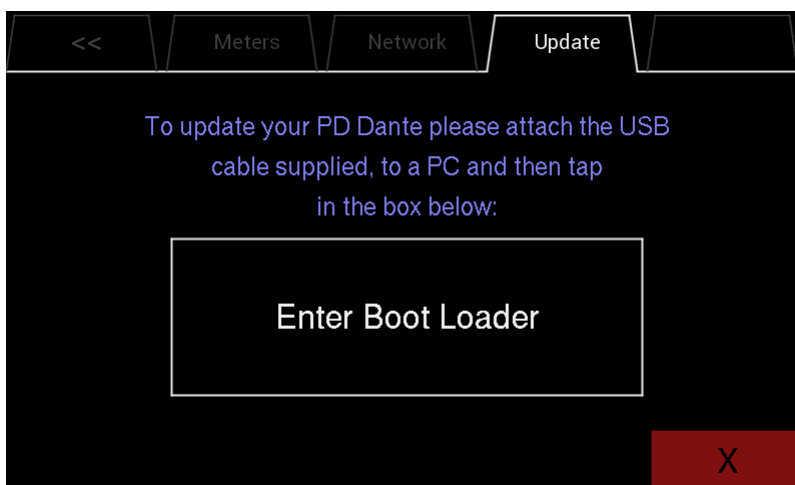 << Meters Network Update
To update your PD Dante please attach the USB
cable supplied, to a PC and then tap
in the box below:
Enter Boot Loader
X